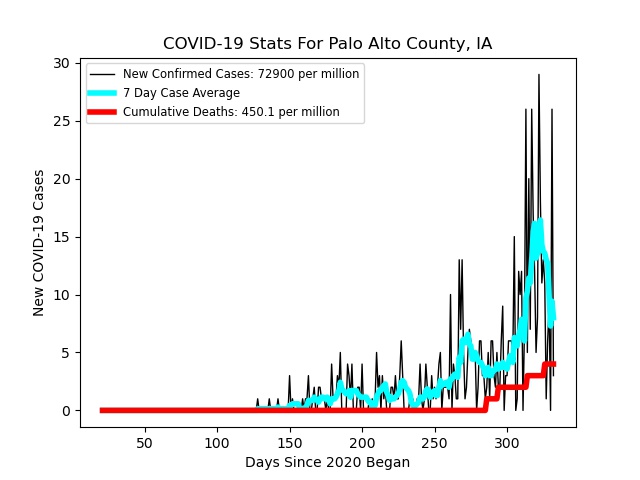 COVID-19 Stats For Palo Alto County, IA
New Confirmed Cases: 72900 per million
7 Day Case Average
Cumulative Deaths: 450.1 per million
New COVID-19 Cases
30
25
20
15
10
5
0
50 100 150 200 250 300
Days Since 2020 Began